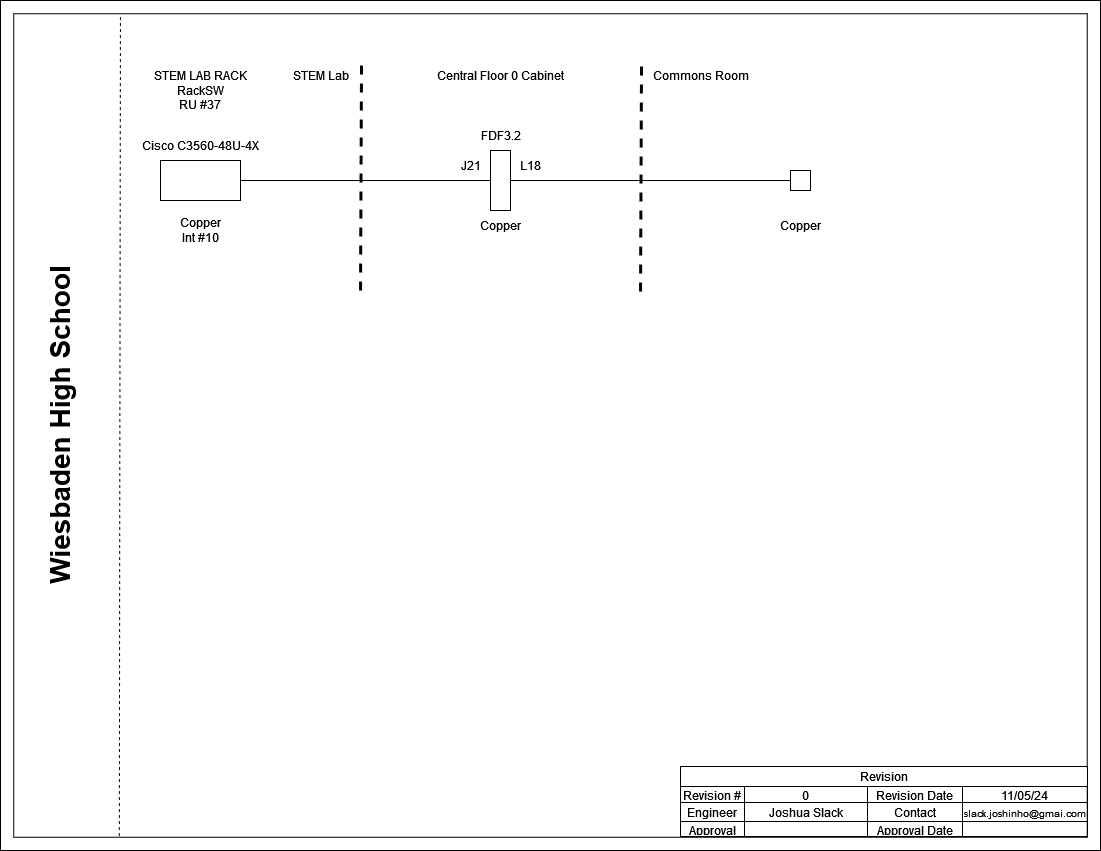 Wiesbaden High School
STEM LAB RACK
RackSW
RU #37
STEM Lab
Central Floor 0 Cabinet
Commons Room
Cisco C3560-48U-4X
FDF3.2
J21
L18
Copper
Int #10
Copper
Copper
Revision
Revision # 0 Revision Date 11/05/24
Engineer Joshua Slack Contact slack.joshinho@gmai.com
Approval Approval Date